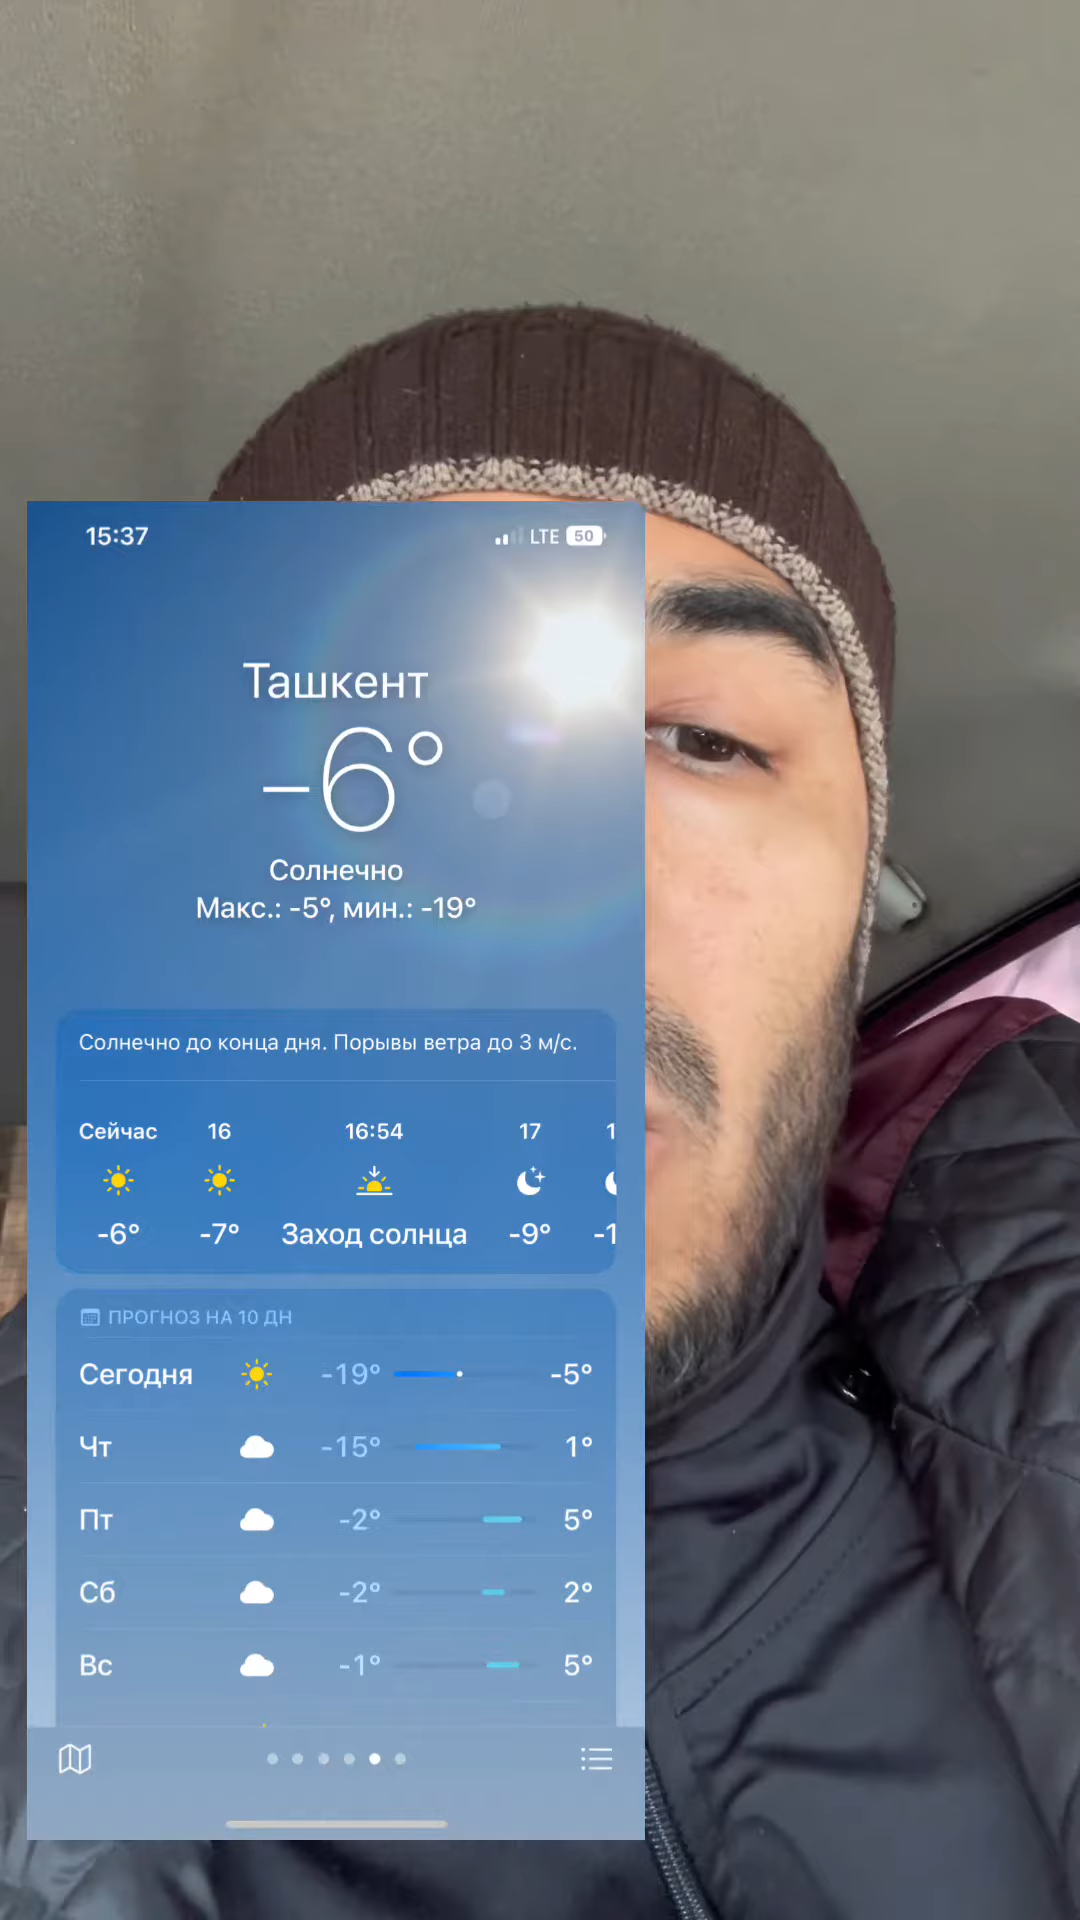 15:37 LTE 50
Ташкент
-6°
Солнечно
Макс.: -5°, мин.: -19°
Солнечно до конца дня. Порывы ветра до 3 м/с.
Сейчас 16 16:54 17
-6° -7° Заход солнца -9°
ПРОГНОЗ НА 10 ДН
Сегодня -19° -5°
Чт -15° 1°
Пт -2° 5°
Сб -2° 2°
Вс -1° 5°